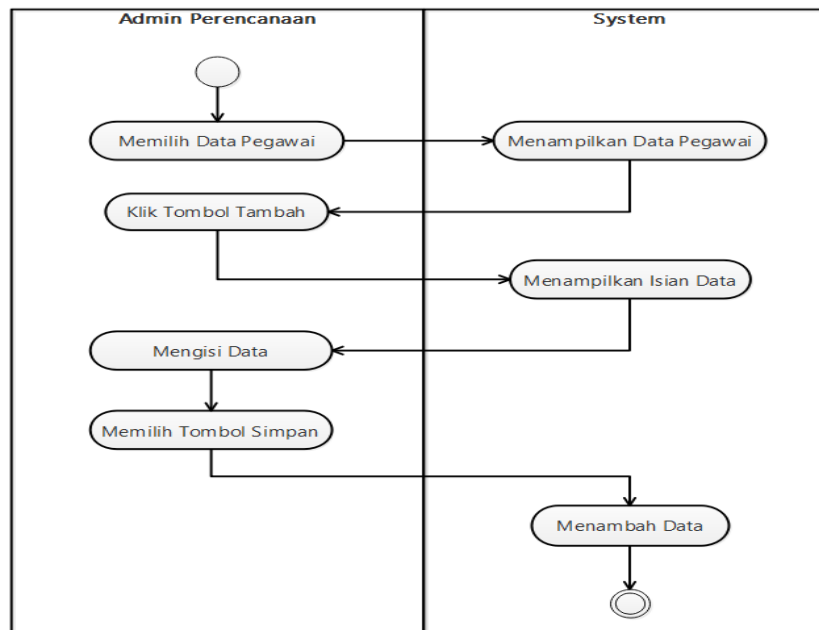 Admin Perencanaan
System
Memilih Data Pegawai
Menampilkan Data Pegawai
Klik Tombol Tambah
Menampilkan Isian Data
Mengisi Data
Memilih Tombol Simpan
Menambah Data